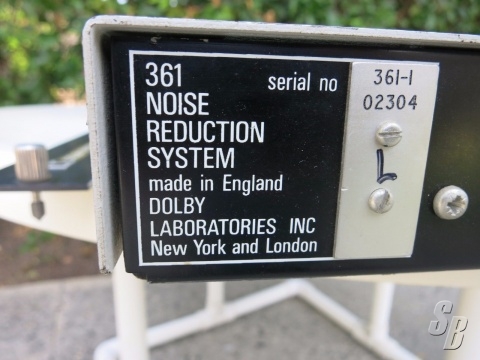 361
NOISE
REDUCTION
SYSTEM
made in England
DOLBY
LABORATORIES INC
New York and London
serial no
361-1
02304
L
SB